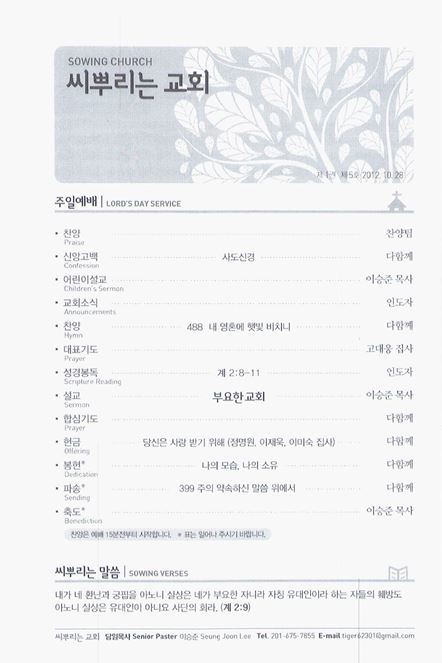 SOWING CHURCH
씨뿌리는 교회
제1권 제5호 2012. 10. 28
주일예배 | LORD'S DAY SERVICE
• 찬양 찬양팀
Praise
• 신앙고백 사도신경 다함께
Confession
• 어린이설교 이승준 목사
Children's Sermon
• 교회소식 인도자
Announcements
• 찬양 488 내 영혼에 햇빛 비치니 다함께
Hymn
• 대표기도 고대웅 집사
Prayer
• 성경봉독 계 2:8-11 인도자
Scripture Reading
• 설교 부요한 교회 이승준 목사
Sermon
• 합심기도 다함께
Prayer
• 헌금 당신은 사랑 받기 위해 (정명원, 이재욱, 이미숙 집사) 다함께
Offering
• 봉헌* 나의 모습, 나의 소유 다함께
Dedication
• 파송* 399 주의 약속하신 말씀 위에서 다함께
Sending
• 축도* 이승준 목사
Benediction
찬양은 예배 15분전부터 시작합니다. * 표는 일어나 주시기 바랍니다.
씨뿌리는 말씀 | SOWING VERSES
내가 네 환난과 궁핍을 아노니 실상은 네가 부요한 자니라 자칭 유대인이라 하는 자들의 훼방도
아노니 실상은 유대인이 아니요 사단의 회라. (계 2:9)
씨뿌리는 교회 담임목사 Senior Paster 이승준 Seung Joon Lee Tel. 201-675-7855 E-mail tiger62301@gmail.com